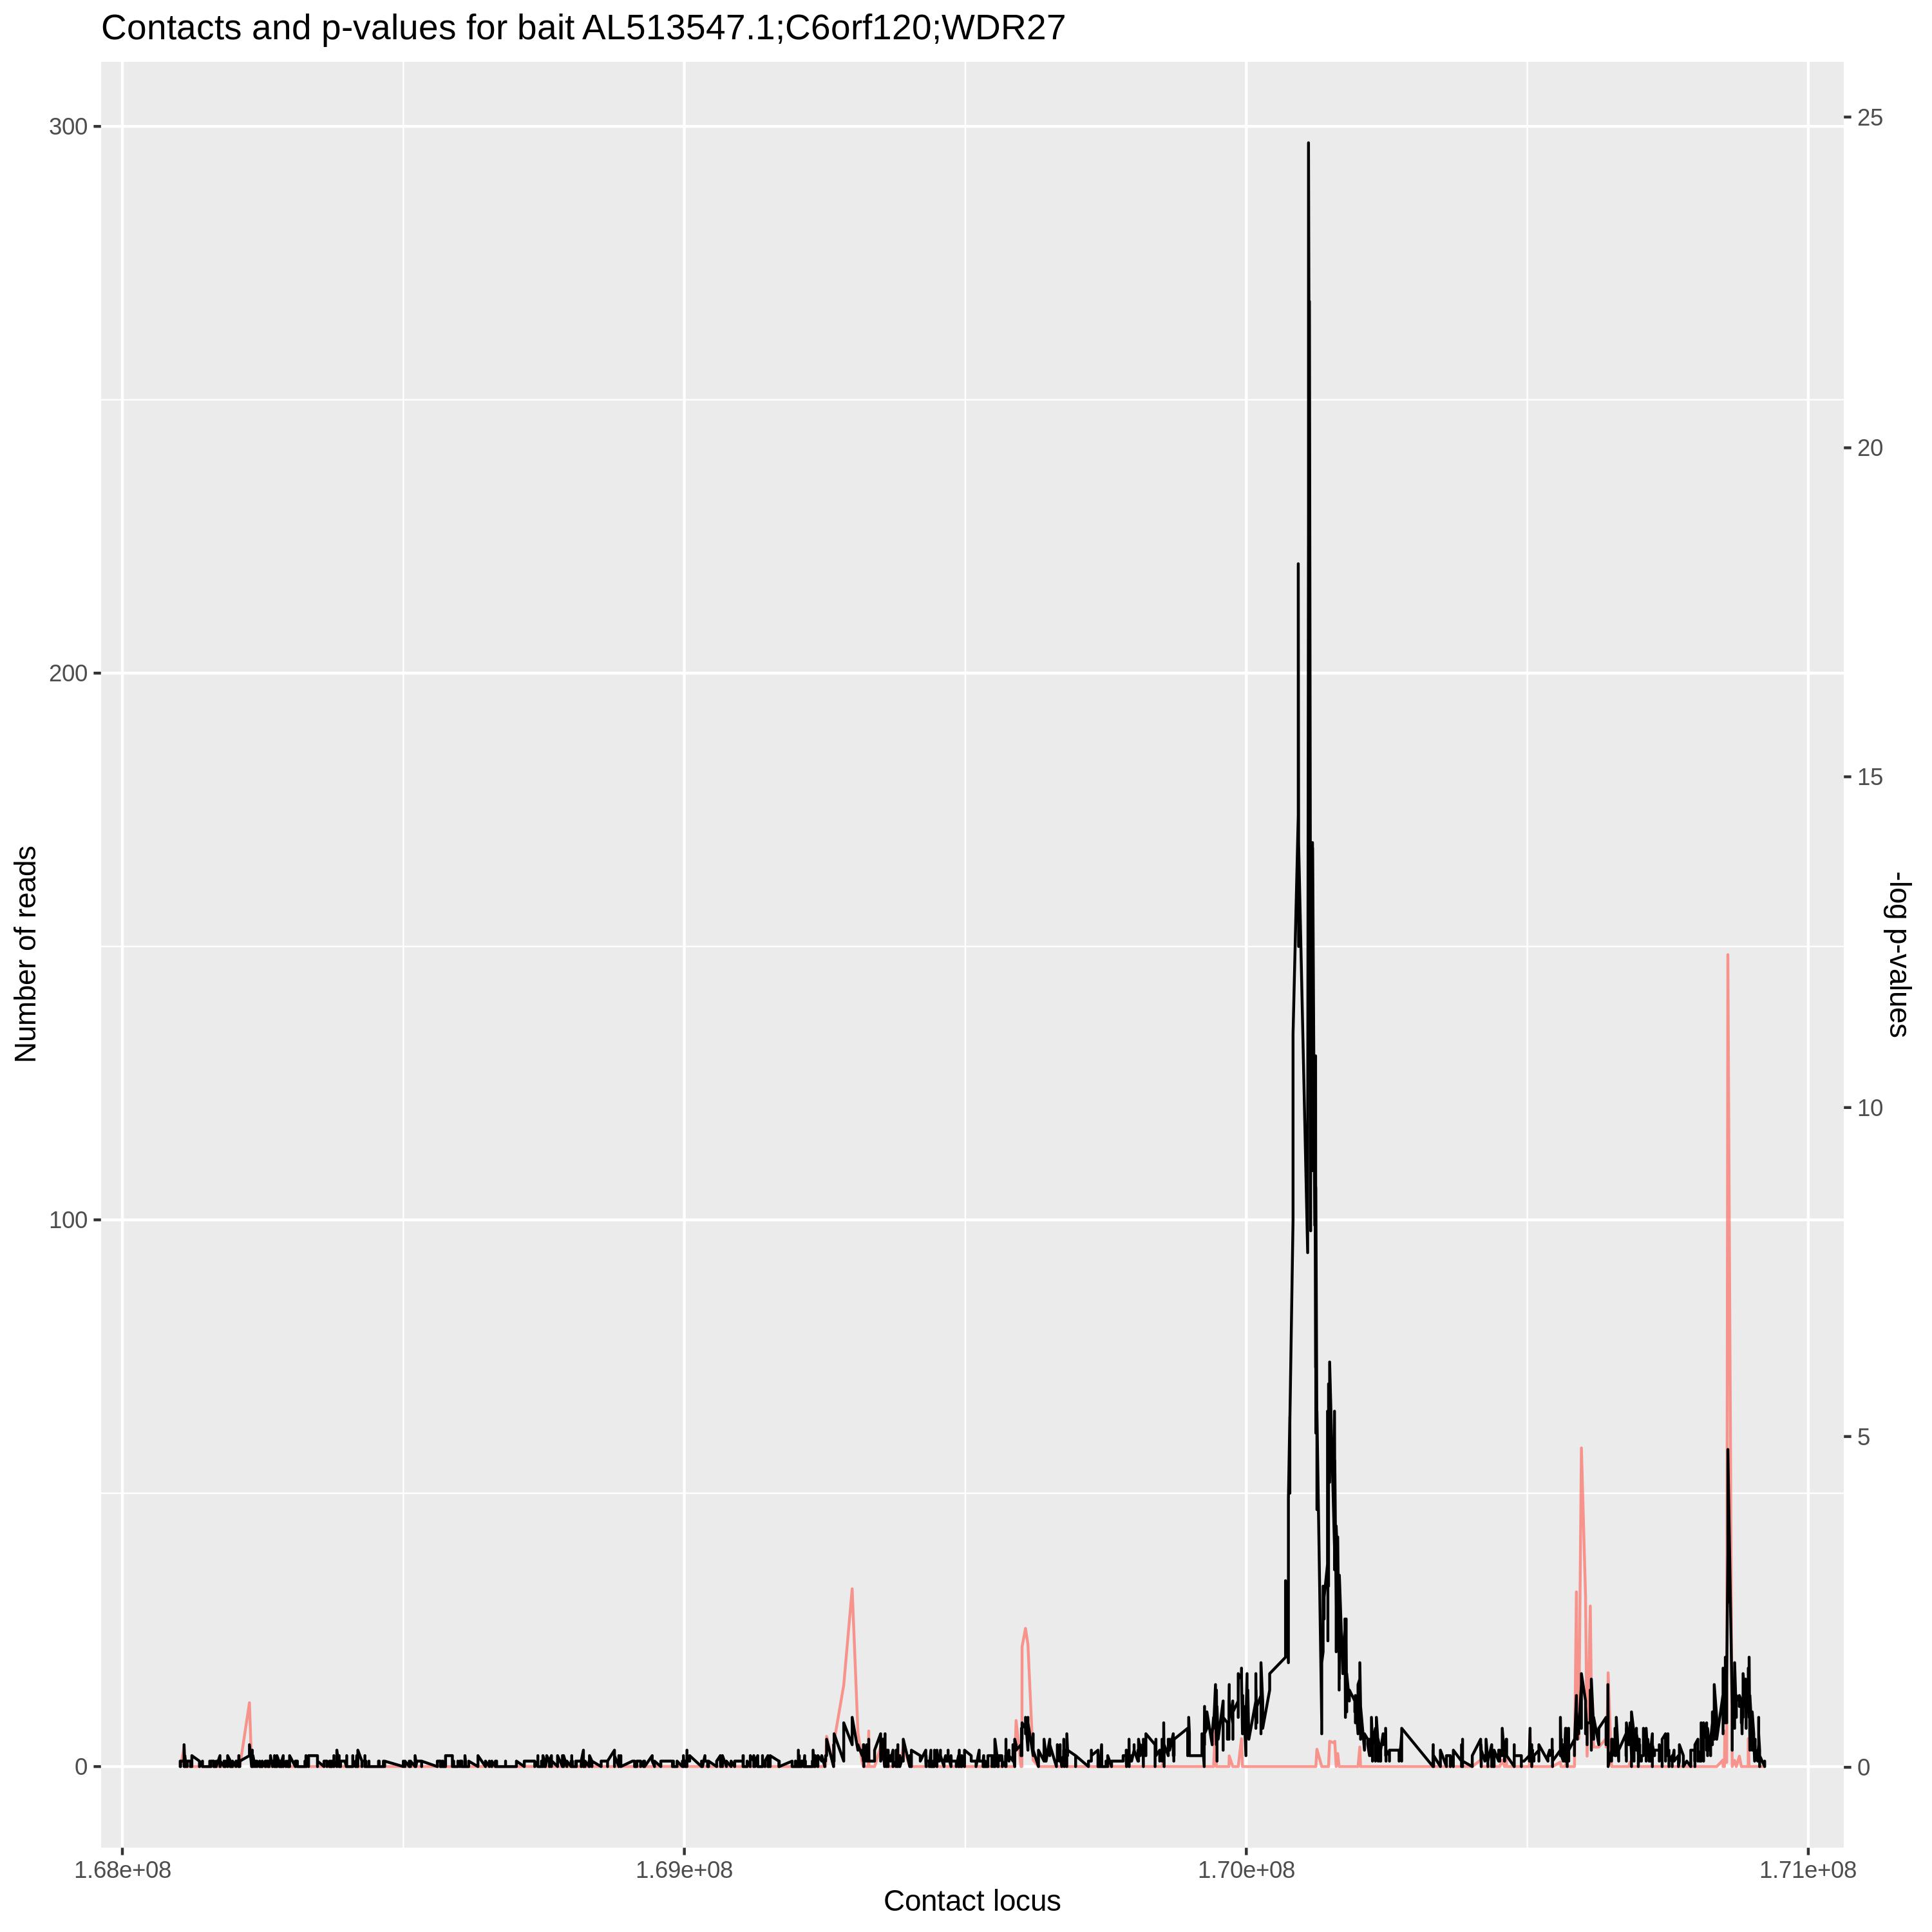 Contacts and p-values for bait AL513547.1;C6orf120;WDR27
300
200
100
0
Number of reads
25
20
15
10
5
0
-log p-values
1.68e+08
1.69e+08
1.70e+08
1.71e+08
Contact locus